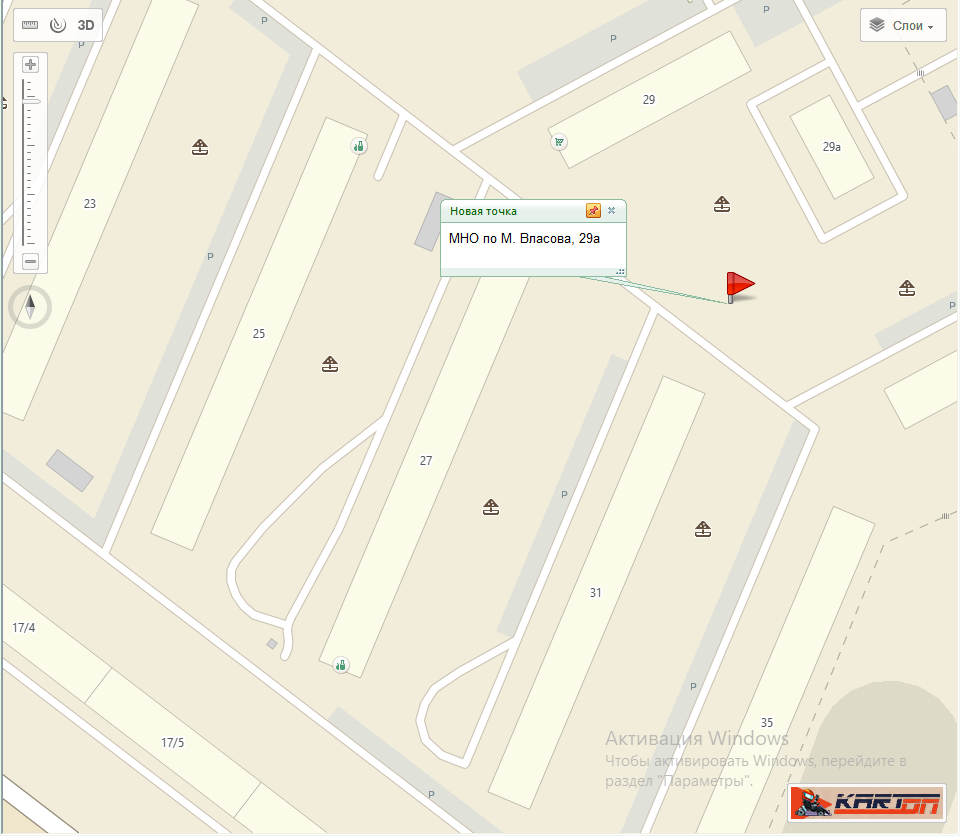 3D
Слои
P
P
P
P
29
29а
23
Новая точка
МНО по М. Власова, 29а
P
P
25
27
P
31
17/4
P
35
17/5
Активация Windows
Чтобы активировать Windows, перейдите в
раздел "Параметры".
P
KARTON